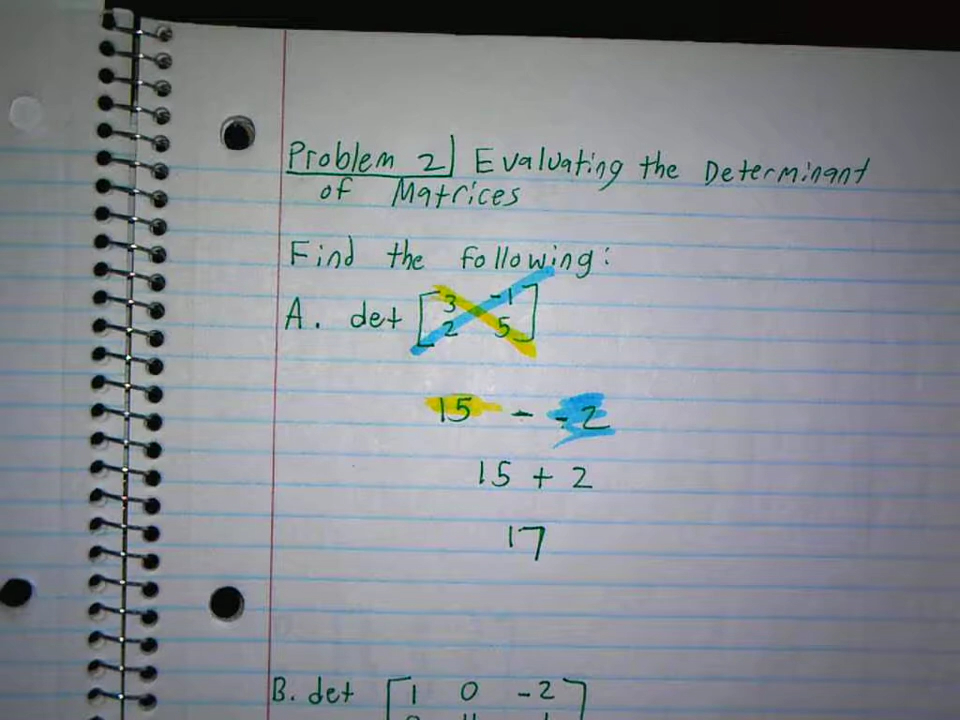 Problem 2] Evaluating the Determinant
of Matrices
Find the following:
A. det [3 -1
2 5]
15 - -2
15 + 2
17
B. det [1 0 -2]